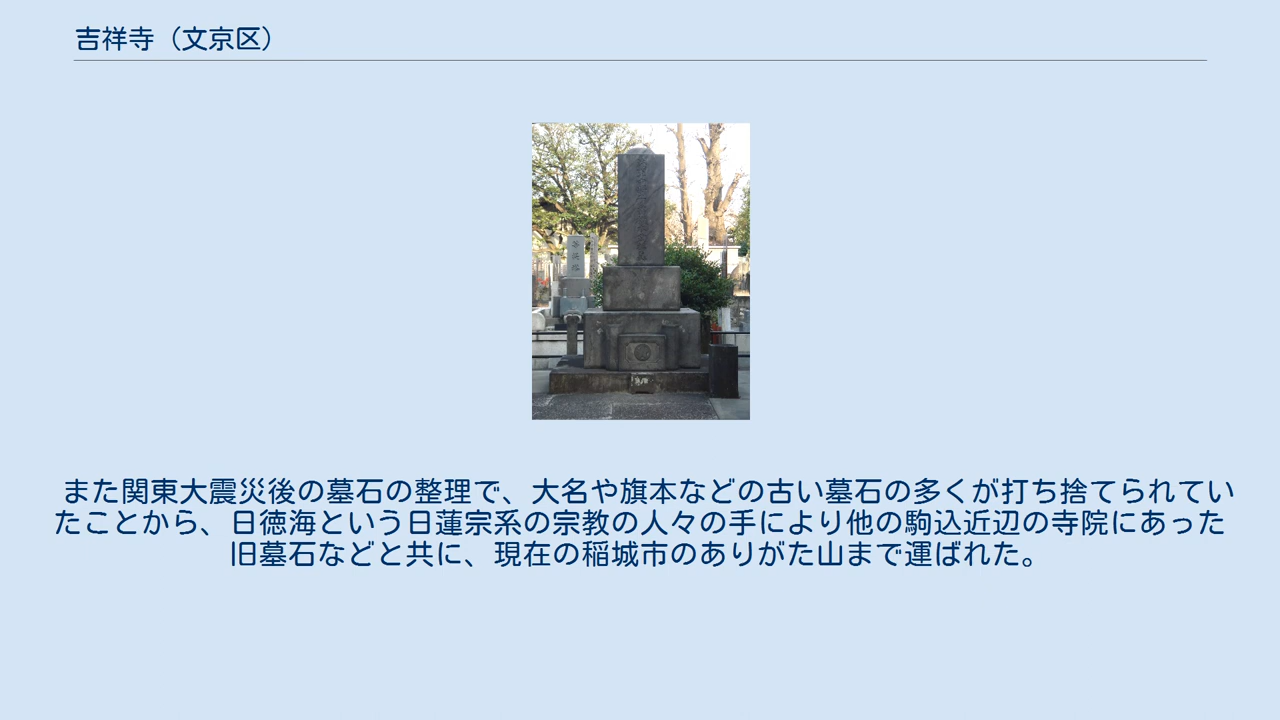 吉祥寺（文京区）
また関東大震災後の墓石の整理で、大名や旗本などの古い墓石の多くが打ち捨てられてい
たことから、日徳海という日蓮宗系の宗教の人々の手により他の駒込近辺の寺院にあった
旧墓石などと共に、現在の稲城市のありがた山まで運ばれた。